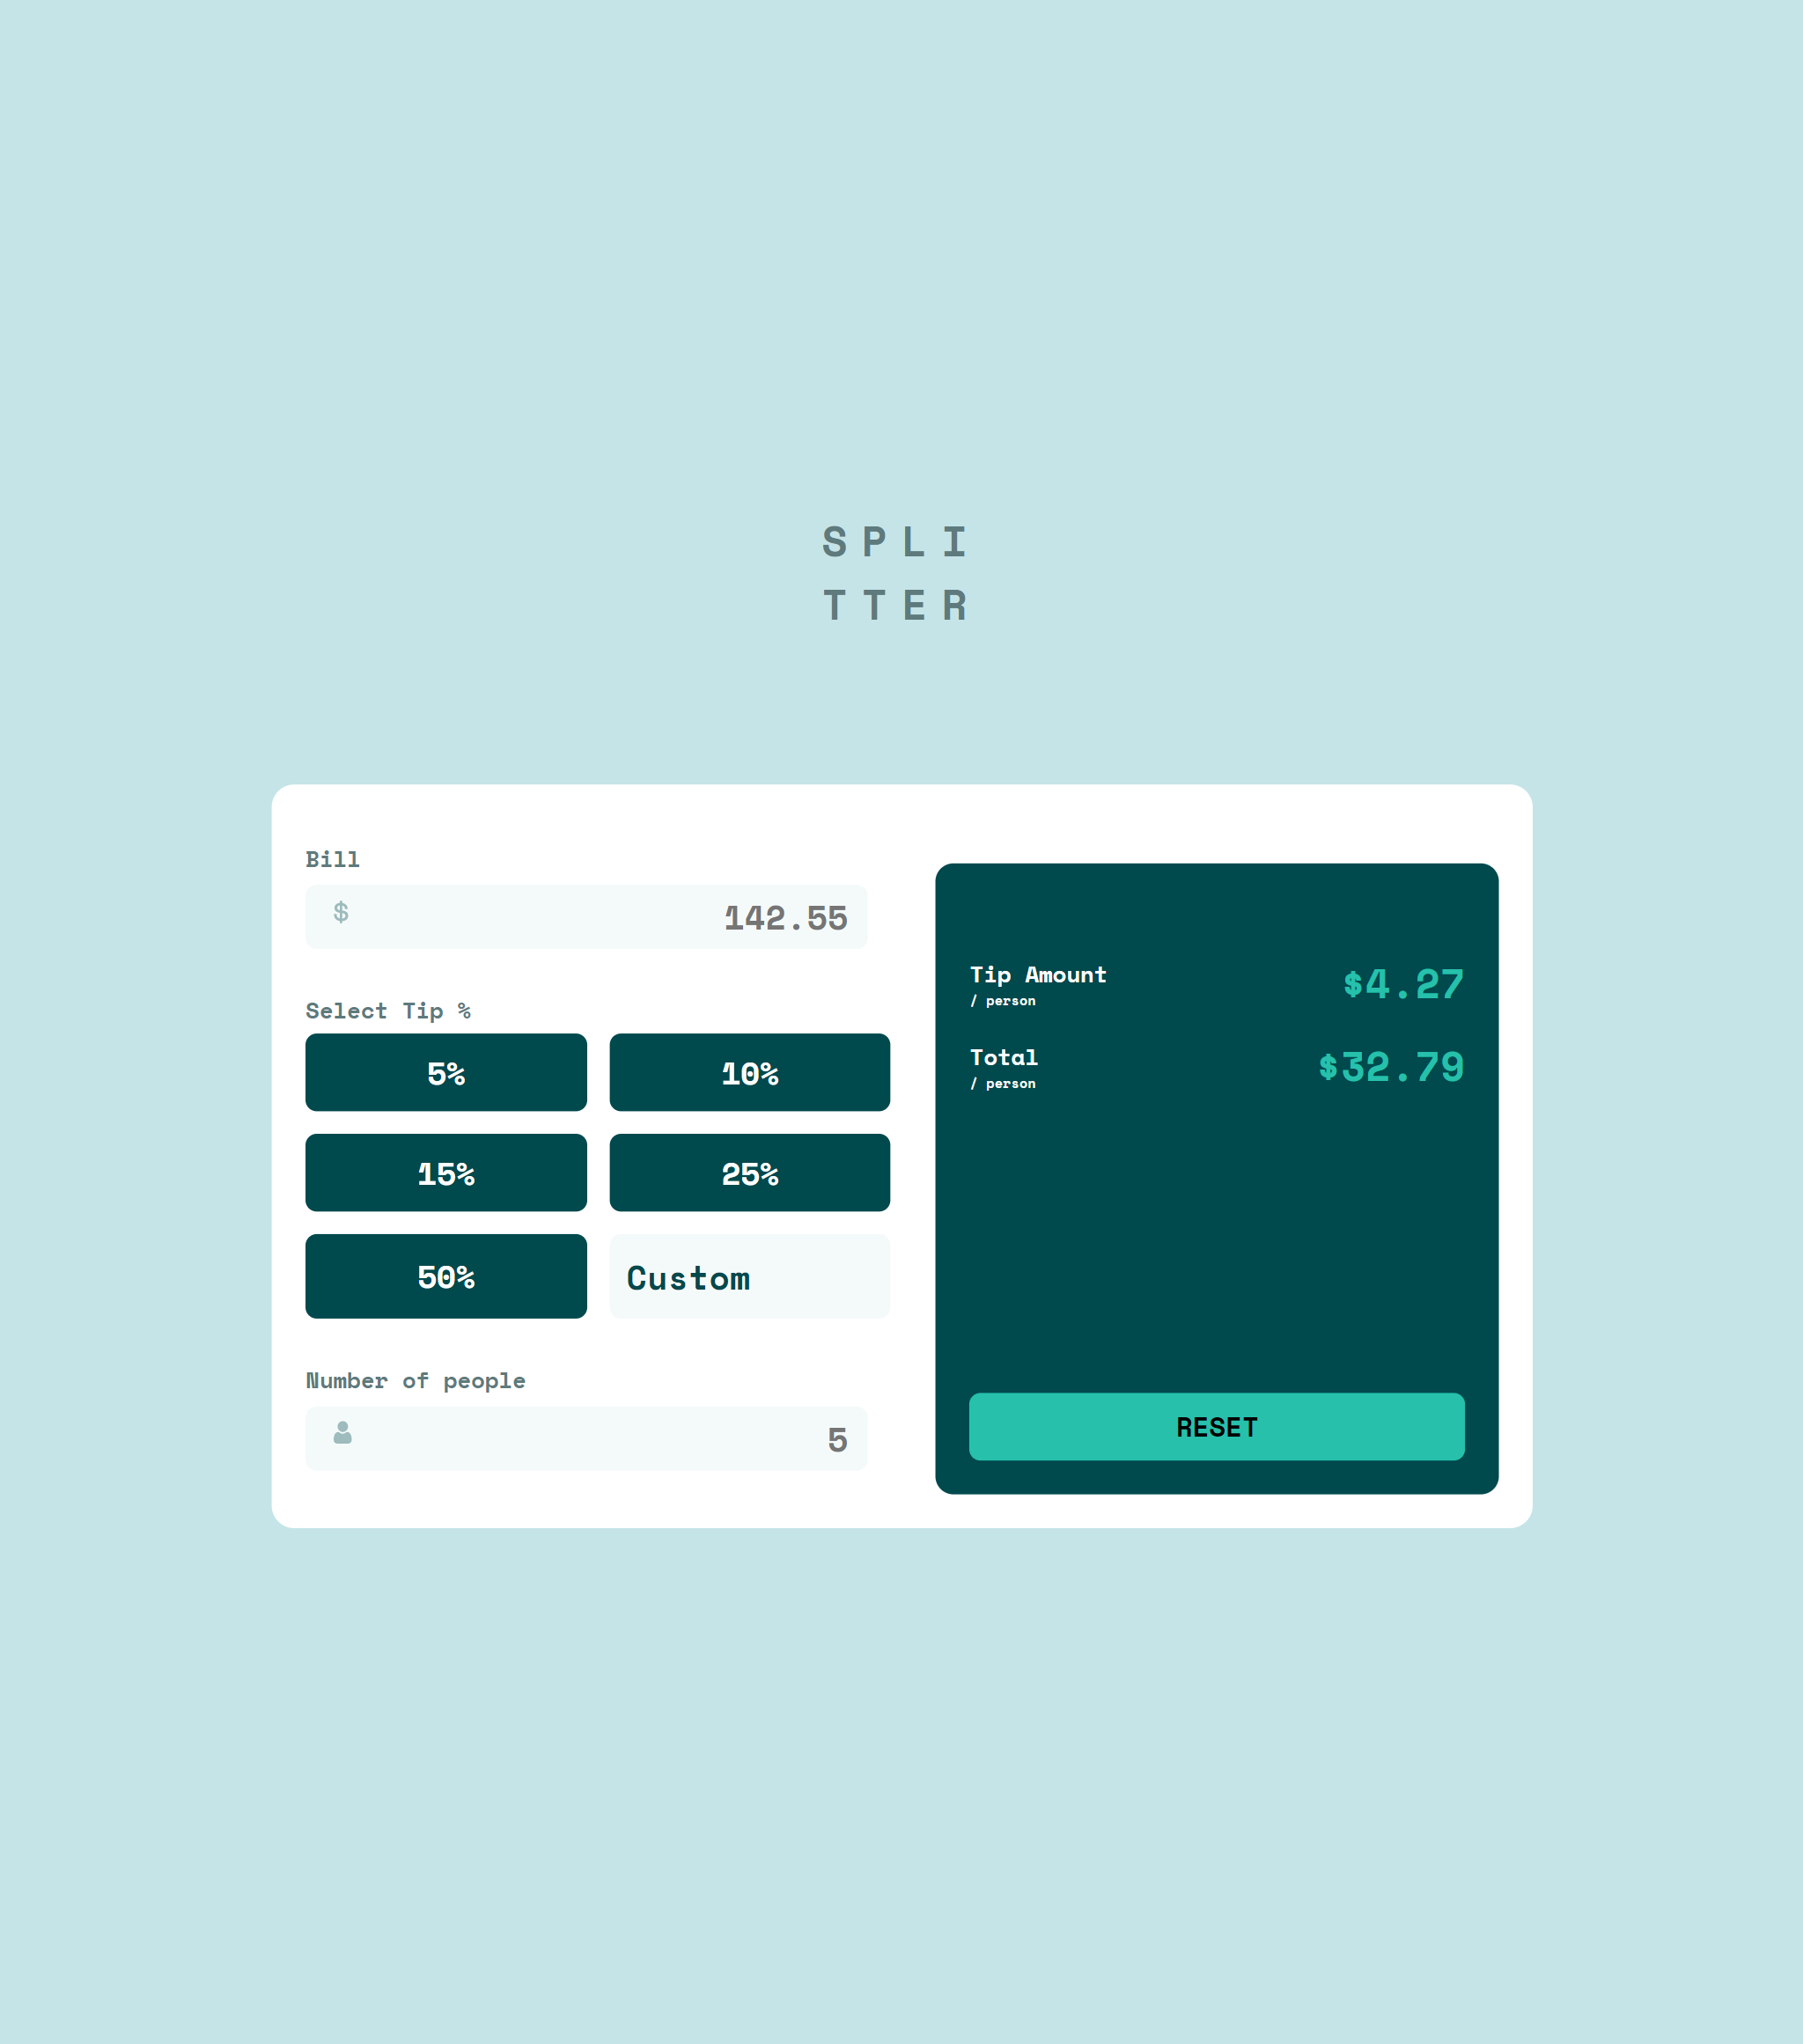 SPLI
TTER
Bill
$ 142.55
Select Tip %
5% 10%
15% 25%
50% Custom
Number of people
5
Tip Amount
/ person
$4.27
Total
/ person
$32.79
RESET